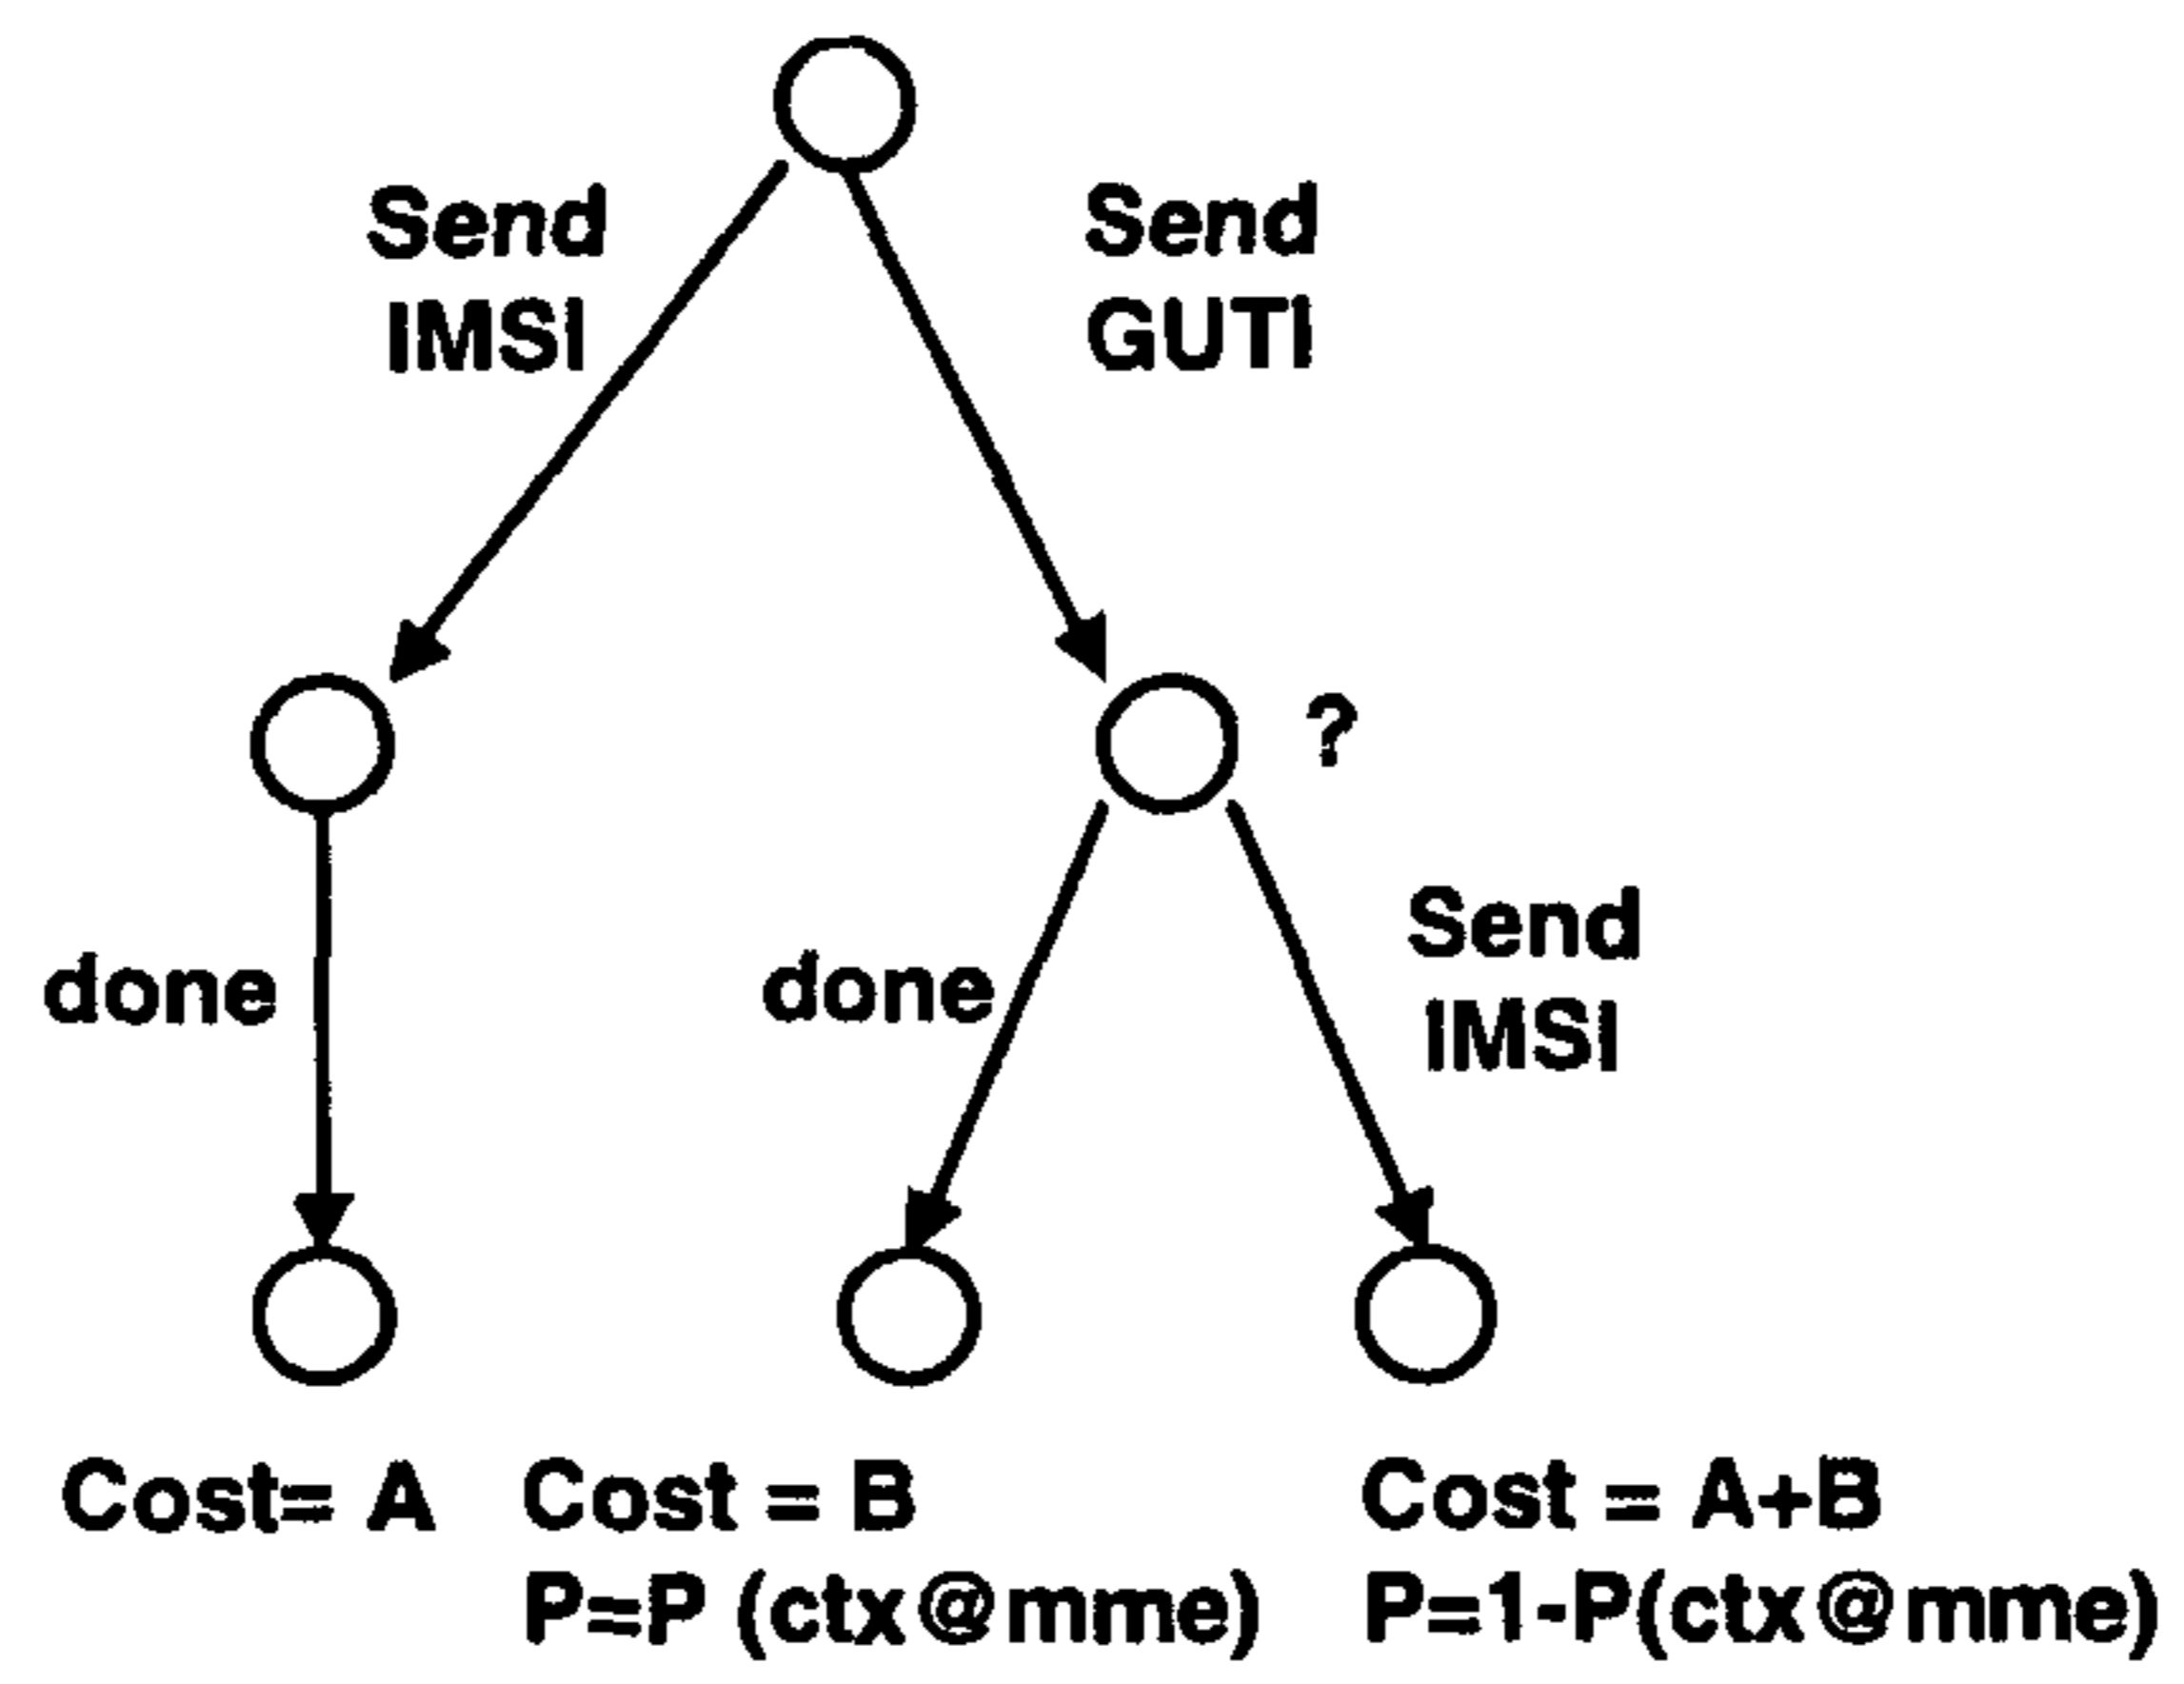 Send
IMSI
Send
GUTI
?
done
done
Send
IMSI
Cost= A
Cost = B
P=P (ctx@mme)
Cost = A+B
P=1-P(ctx@mme)